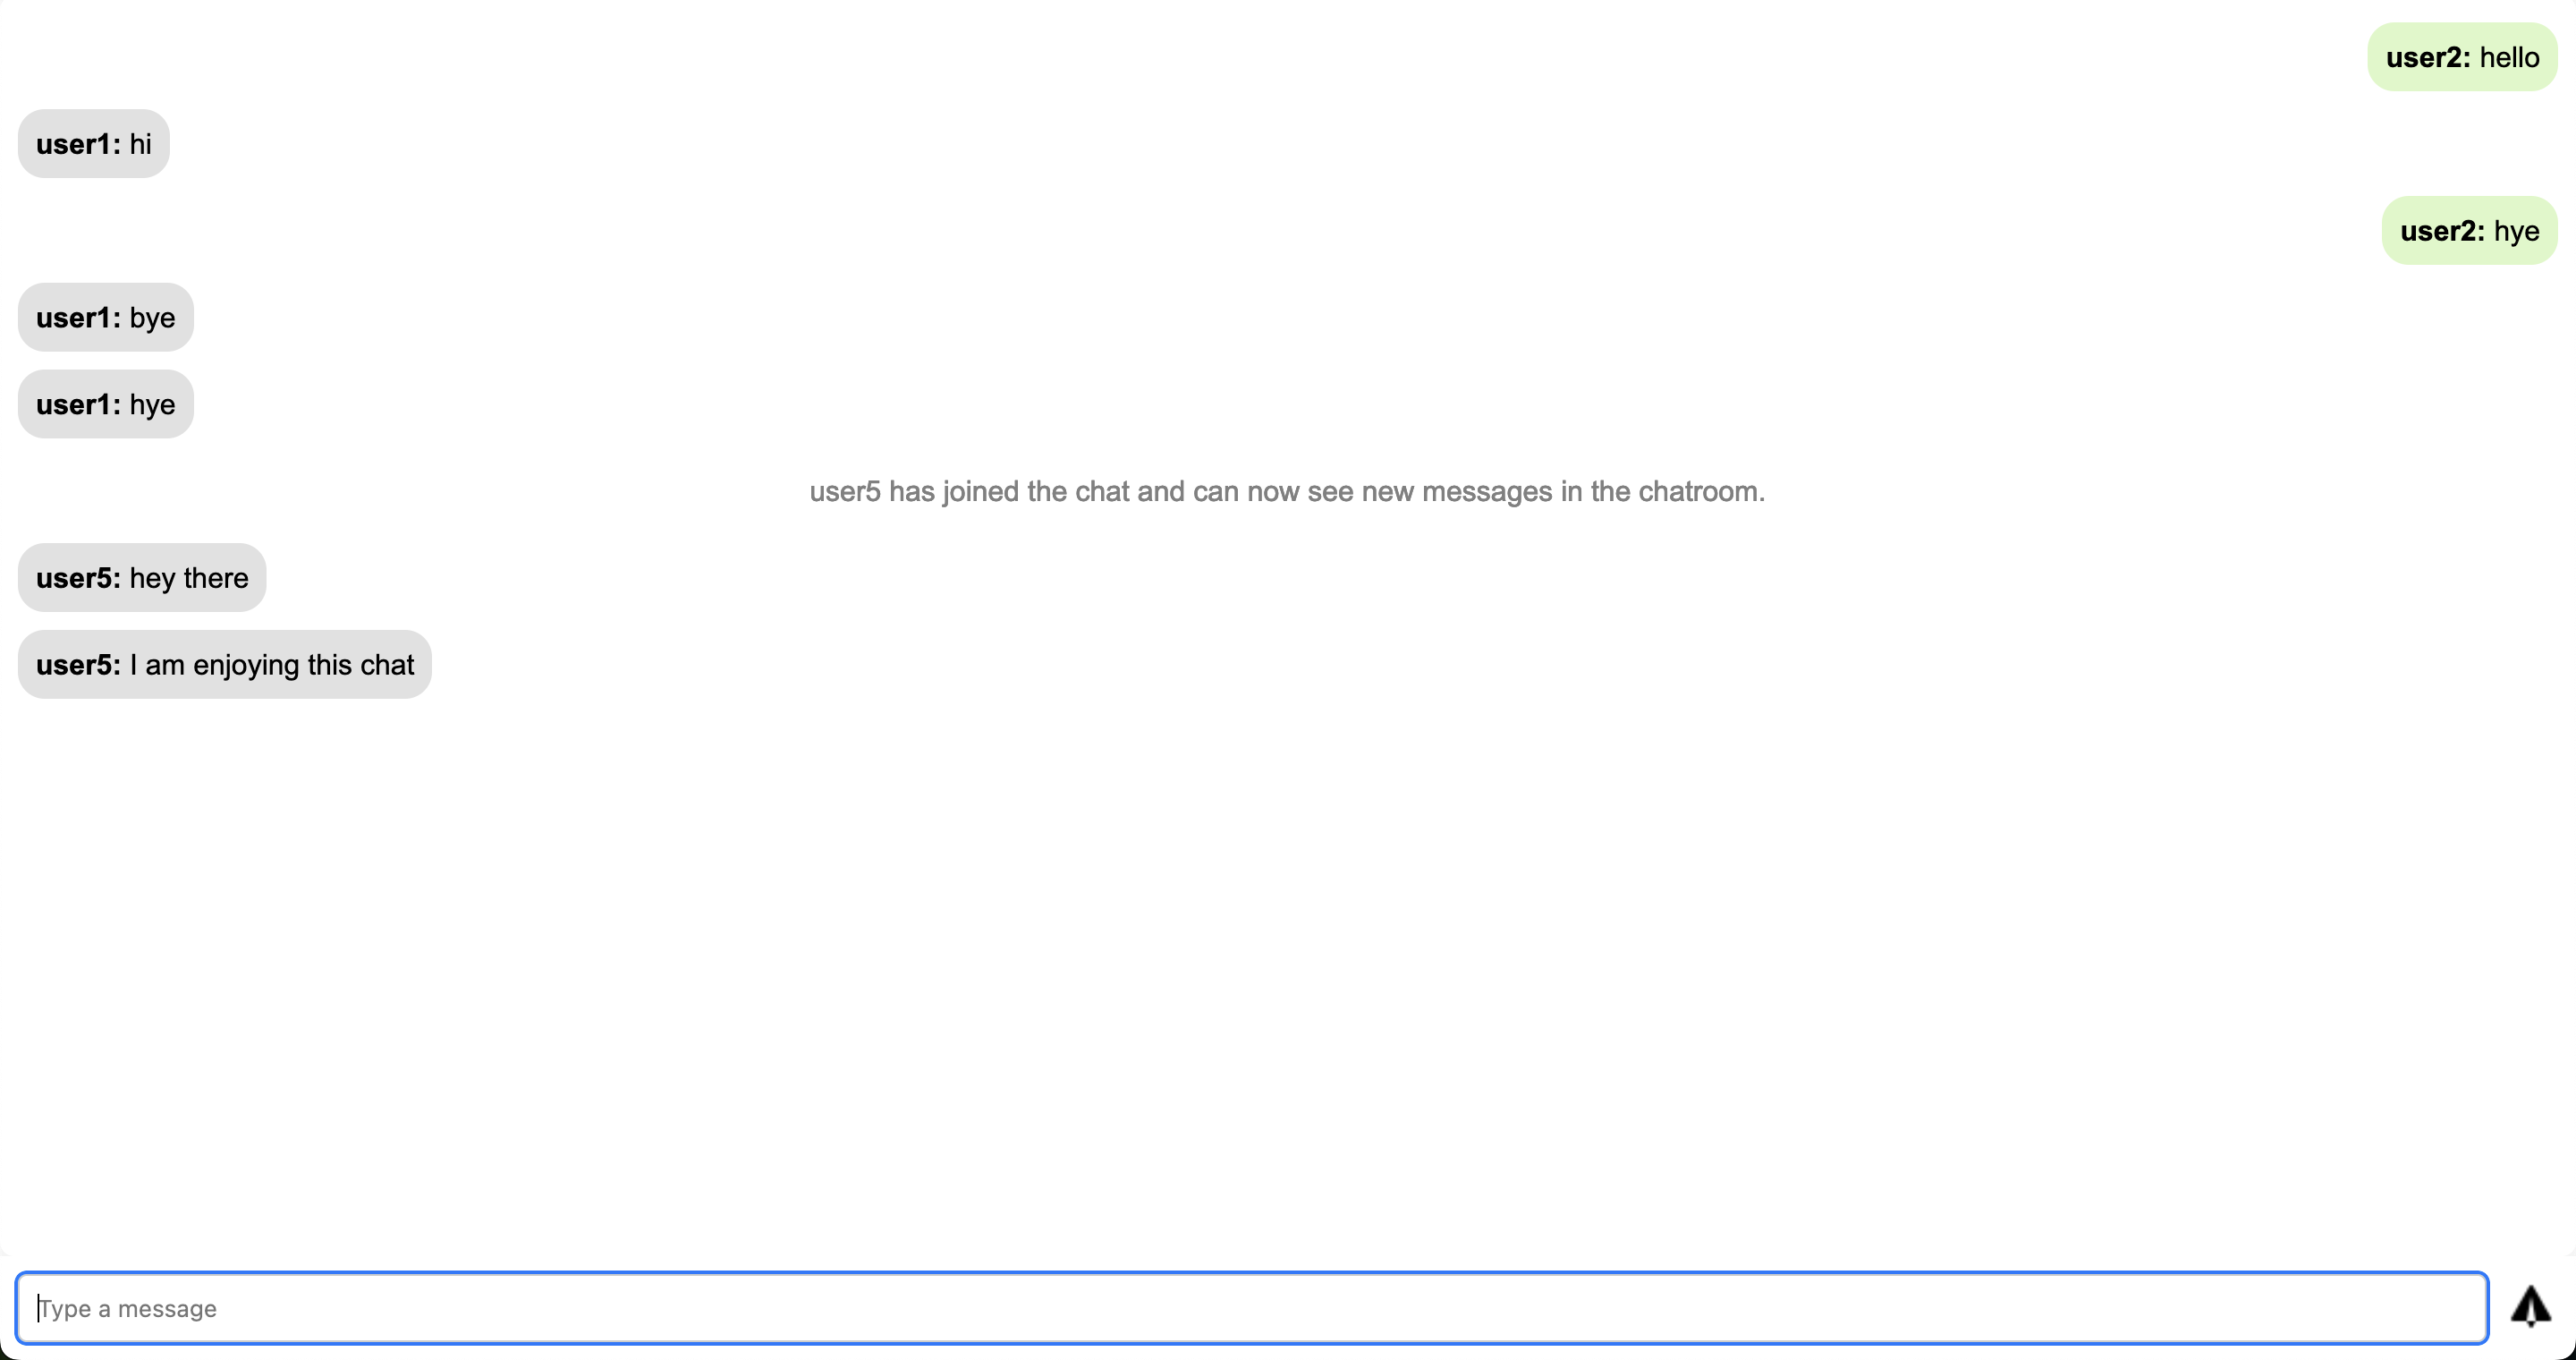 user2: hello
user1: hi
user2: hye
user1: bye
user1: hye
user5 has joined the chat and can now see new messages in the chatroom.
user5: hey there
user5: I am enjoying this chat
Type a message